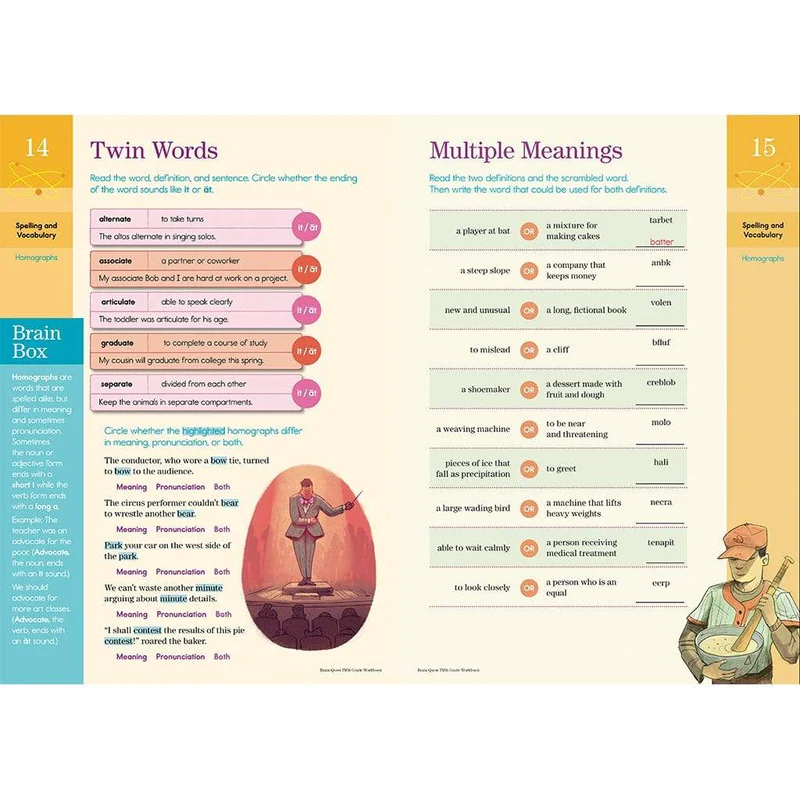 14
Spelling and
Vocabulary
Homographs
Brain
Box
Homographs are
words that are
spelled alike, but
differ in meaning
and sometimes
pronunciation.
Sometimes
the noun or
adjective form
ends with a
short i while the
verb form ends
with a long a.
Example: The
teacher was an
advocate for the
poor. (Advocate,
the noun, ends
with an it sound.)
We should
advocate for
more art classes.
(Advocate, the
verb, ends with
an āt sound.)
Twin Words
Read the word, definition, and sentence. Circle whether the ending
of the word sounds like it or āt.
alternate to take turns
The altos alternate in singing solos.
it / āt
associate a partner or coworker
My associate Bob and I are hard at work on a project.
it / āt
articulate able to speak clearly
The toddler was articulate for his age.
it / āt
graduate to complete a course of study
My cousin will graduate from college this spring.
it / āt
separate divided from each other
Keep the animals in separate compartments.
it / āt
Circle whether the highlighted homographs differ
in meaning, pronunciation, or both.
The conductor, who wore a bow tie, turned
to bow to the audience.
Meaning Pronunciation Both
The circus performer couldn't bear
to wrestle another bear.
Meaning Pronunciation Both
Park your car on the west side of
the park.
Meaning Pronunciation Both
We can't waste another minute
arguing about minute details.
Meaning Pronunciation Both
"I shall contest the results of this pie
contest!" roared the baker.
Meaning Pronunciation Both
Brain Quest Fifth Grade Workbook
Multiple Meanings
Read the two definitions and the scrambled word.
Then write the word that could be used for both definitions.
a player at bat OR a mixture for making cakes tarbet batter
a steep slope OR a company that keeps money anbk
new and unusual OR a long, fictional book volen
to mislead OR a cliff bfluf
a shoemaker OR a dessert made with fruit and dough creblob
a weaving machine OR to be near and threatening molo
pieces of ice that fall as precipitation OR to greet hali
a large wading bird OR a machine that lifts heavy weights necra
able to wait calmly OR a person receiving medical treatment tenapit
to look closely OR a person who is an equal eerp
Brain Quest Fifth Grade Workbook
15
Spelling and
Vocabulary
Homographs